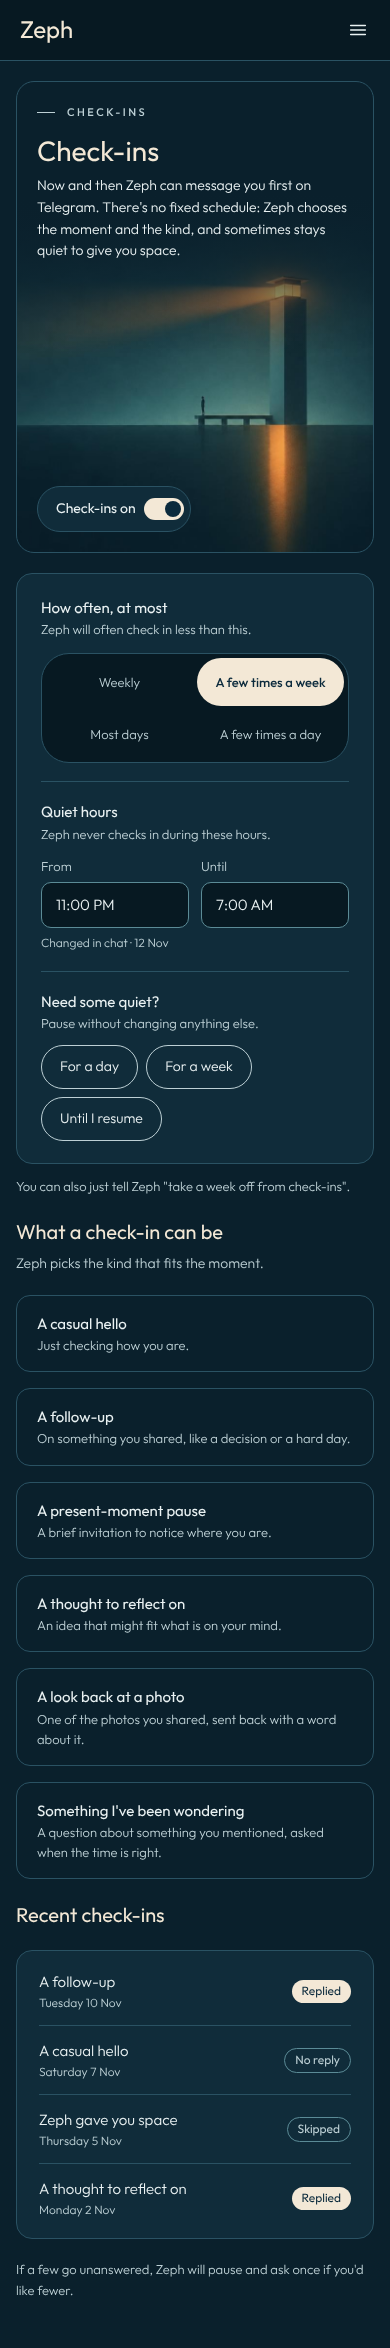 Zeph
CHECK-INS
Check-ins
Now and then Zeph can message you first on
Telegram. There's no fixed schedule: Zeph chooses
the moment and the kind, and sometimes stays
quiet to give you space.
Check-ins on
How often, at most
Zeph will often check in less than this.
Weekly
A few times a week
Most days
A few times a day
Quiet hours
Zeph never checks in during these hours.
From
Until
11:00 PM
7:00 AM
Changed in chat · 12 Nov
Need some quiet?
Pause without changing anything else.
For a day
For a week
Until I resume
You can also just tell Zeph "take a week off from check-ins".
What a check-in can be
Zeph picks the kind that fits the moment.
A casual hello
Just checking how you are.
A follow-up
On something you shared, like a decision or a hard day.
A present-moment pause
A brief invitation to notice where you are.
A thought to reflect on
An idea that might fit what is on your mind.
A look back at a photo
One of the photos you shared, sent back with a word
about it.
Something I've been wondering
A question about something you mentioned, asked
when the time is right.
Recent check-ins
A follow-up
Replied
Tuesday 10 Nov
A casual hello
No reply
Saturday 7 Nov
Zeph gave you space
Skipped
Thursday 5 Nov
A thought to reflect on
Replied
Monday 2 Nov
If a few go unanswered, Zeph will pause and ask once if you'd
like fewer.